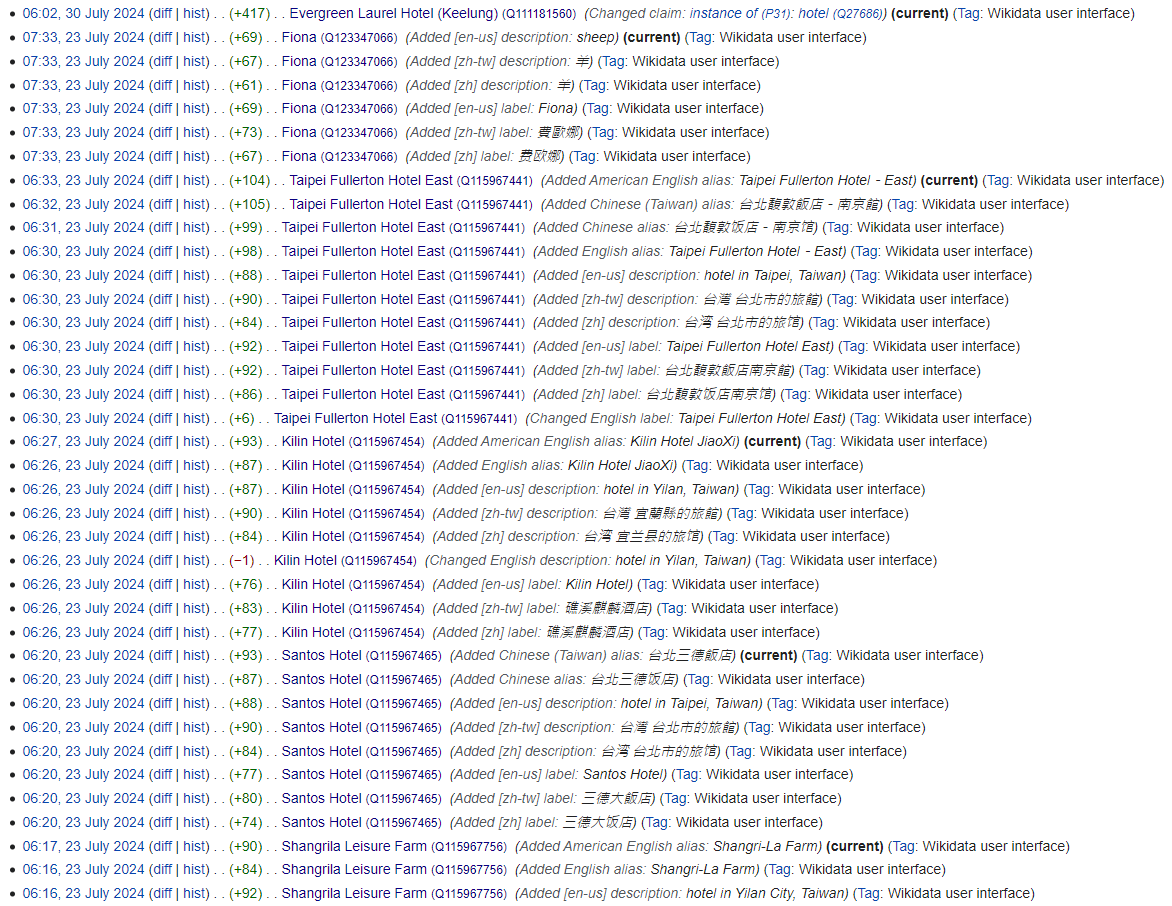 06:02, 30 July 2024 (diff | hist) . . (+417) . . Evergreen Laurel Hotel (Keelung) (Q111181560) (Changed claim: instance of (P31): hotel (Q27686)) (current) (Tag: Wikidata user interface)
07:33, 23 July 2024 (diff | hist) . . (+69) . . Fiona (Q123347066) (Added [en-us] description: sheep) (current) (Tag: Wikidata user interface)
07:33, 23 July 2024 (diff | hist) . . (+67) . . Fiona (Q123347066) (Added [zh-tw] description: 羊) (Tag: Wikidata user interface)
07:33, 23 July 2024 (diff | hist) . . (+61) . . Fiona (Q123347066) (Added [zh] description: 羊) (Tag: Wikidata user interface)
07:33, 23 July 2024 (diff | hist) . . (+69) . . Fiona (Q123347066) (Added [en-us] label: Fiona) (Tag: Wikidata user interface)
07:33, 23 July 2024 (diff | hist) . . (+73) . . Fiona (Q123347066) (Added [zh-tw] label: 費歐娜) (Tag: Wikidata user interface)
07:33, 23 July 2024 (diff | hist) . . (+67) . . Fiona (Q123347066) (Added [zh] label: 费欧娜) (Tag: Wikidata user interface)
06:33, 23 July 2024 (diff | hist) . . (+104) . . Taipei Fullerton Hotel East (Q115967441) (Added American English alias: Taipei Fullerton Hotel - East) (current) (Tag: Wikidata user interface)
06:32, 23 July 2024 (diff | hist) . . (+105) . . Taipei Fullerton Hotel East (Q115967441) (Added Chinese (Taiwan) alias: 台北馥敦飯店 - 南京館) (Tag: Wikidata user interface)
06:31, 23 July 2024 (diff | hist) . . (+99) . . Taipei Fullerton Hotel East (Q115967441) (Added Chinese alias: 台北馥敦饭店 - 南京馆) (Tag: Wikidata user interface)
06:30, 23 July 2024 (diff | hist) . . (+98) . . Taipei Fullerton Hotel East (Q115967441) (Added English alias: Taipei Fullerton Hotel - East) (Tag: Wikidata user interface)
06:30, 23 July 2024 (diff | hist) . . (+88) . . Taipei Fullerton Hotel East (Q115967441) (Added [en-us] description: hotel in Taipei, Taiwan) (Tag: Wikidata user interface)
06:30, 23 July 2024 (diff | hist) . . (+90) . . Taipei Fullerton Hotel East (Q115967441) (Added [zh-tw] description: 台灣 台北市的旅館) (Tag: Wikidata user interface)
06:30, 23 July 2024 (diff | hist) . . (+84) . . Taipei Fullerton Hotel East (Q115967441) (Added [zh] description: 台湾 台北市的旅馆) (Tag: Wikidata user interface)
06:30, 23 July 2024 (diff | hist) . . (+92) . . Taipei Fullerton Hotel East (Q115967441) (Added [en-us] label: Taipei Fullerton Hotel East) (Tag: Wikidata user interface)
06:30, 23 July 2024 (diff | hist) . . (+92) . . Taipei Fullerton Hotel East (Q115967441) (Added [zh-tw] label: 台北馥敦飯店南京館) (Tag: Wikidata user interface)
06:30, 23 July 2024 (diff | hist) . . (+86) . . Taipei Fullerton Hotel East (Q115967441) (Added [zh] label: 台北馥敦饭店南京馆) (Tag: Wikidata user interface)
06:30, 23 July 2024 (diff | hist) . . (+6) . . Taipei Fullerton Hotel East (Q115967441) (Changed English label: Taipei Fullerton Hotel East) (Tag: Wikidata user interface)
06:27, 23 July 2024 (diff | hist) . . (+93) . . Kilin Hotel (Q115967454) (Added American English alias: Kilin Hotel JiaoXi) (current) (Tag: Wikidata user interface)
06:26, 23 July 2024 (diff | hist) . . (+87) . . Kilin Hotel (Q115967454) (Added English alias: Kilin Hotel JiaoXi) (Tag: Wikidata user interface)
06:26, 23 July 2024 (diff | hist) . . (+87) . . Kilin Hotel (Q115967454) (Added [en-us] description: hotel in Yilan, Taiwan) (Tag: Wikidata user interface)
06:26, 23 July 2024 (diff | hist) . . (+90) . . Kilin Hotel (Q115967454) (Added [zh-tw] description: 台灣 宜蘭縣的旅館) (Tag: Wikidata user interface)
06:26, 23 July 2024 (diff | hist) . . (+84) . . Kilin Hotel (Q115967454) (Added [zh] description: 台湾 宜兰县的旅馆) (Tag: Wikidata user interface)
06:26, 23 July 2024 (diff | hist) . . (−1) . . Kilin Hotel (Q115967454) (Changed English description: hotel in Yilan, Taiwan) (Tag: Wikidata user interface)
06:26, 23 July 2024 (diff | hist) . . (+76) . . Kilin Hotel (Q115967454) (Added [en-us] label: Kilin Hotel) (Tag: Wikidata user interface)
06:26, 23 July 2024 (diff | hist) . . (+83) . . Kilin Hotel (Q115967454) (Added [zh-tw] label: 礁溪麒麟酒店) (Tag: Wikidata user interface)
06:26, 23 July 2024 (diff | hist) . . (+77) . . Kilin Hotel (Q115967454) (Added [zh] label: 礁溪麒麟酒店) (Tag: Wikidata user interface)
06:20, 23 July 2024 (diff | hist) . . (+93) . . Santos Hotel (Q115967465) (Added Chinese (Taiwan) alias: 台北三德飯店) (current) (Tag: Wikidata user interface)
06:20, 23 July 2024 (diff | hist) . . (+87) . . Santos Hotel (Q115967465) (Added Chinese alias: 台北三德饭店) (Tag: Wikidata user interface)
06:20, 23 July 2024 (diff | hist) . . (+88) . . Santos Hotel (Q115967465) (Added [en-us] description: hotel in Taipei, Taiwan) (Tag: Wikidata user interface)
06:20, 23 July 2024 (diff | hist) . . (+90) . . Santos Hotel (Q115967465) (Added [zh-tw] description: 台灣 台北市的旅館) (Tag: Wikidata user interface)
06:20, 23 July 2024 (diff | hist) . . (+84) . . Santos Hotel (Q115967465) (Added [zh] description: 台湾 台北市的旅馆) (Tag: Wikidata user interface)
06:20, 23 July 2024 (diff | hist) . . (+77) . . Santos Hotel (Q115967465) (Added [en-us] label: Santos Hotel) (Tag: Wikidata user interface)
06:20, 23 July 2024 (diff | hist) . . (+80) . . Santos Hotel (Q115967465) (Added [zh-tw] label: 三德大飯店) (Tag: Wikidata user interface)
06:20, 23 July 2024 (diff | hist) . . (+74) . . Santos Hotel (Q115967465) (Added [zh] label: 三德大饭店) (Tag: Wikidata user interface)
06:17, 23 July 2024 (diff | hist) . . (+90) . . Shangrila Leisure Farm (Q115967756) (Added American English alias: Shangri-La Farm) (current) (Tag: Wikidata user interface)
06:16, 23 July 2024 (diff | hist) . . (+84) . . Shangrila Leisure Farm (Q115967756) (Added English alias: Shangri-La Farm) (Tag: Wikidata user interface)
06:16, 23 July 2024 (diff | hist) . . (+92) . . Shangrila Leisure Farm (Q115967756) (Added [en-us] description: hotel in Yilan City, Taiwan) (Tag: Wikidata user interface)